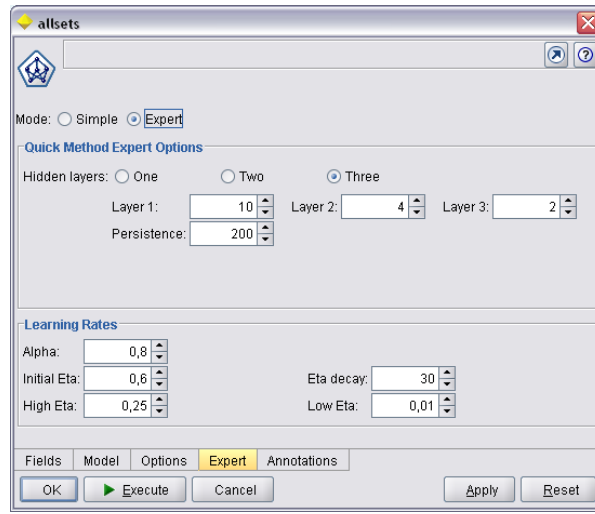 allsets
Mode: Simple Expert
Quick Method Expert Options
Hidden layers: One Two Three
Layer 1: 10 Layer 2: 4 Layer 3: 2
Persistence: 200
Learning Rates
Alpha: 0,8
Initial Eta: 0,6 Eta decay: 30
High Eta: 0,25 Low Eta: 0,01
Fields Model Options Expert Annotations
OK Execute Cancel Apply Reset